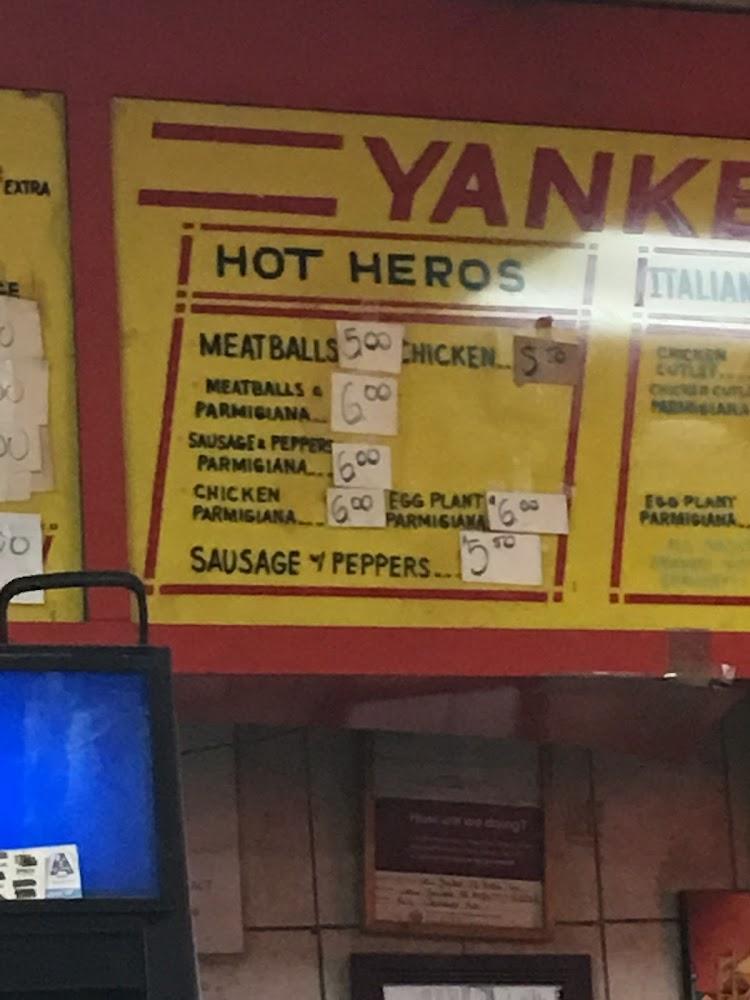 EXTRA
YANKE
HOT HEROS
ITALIAN
MEATBALLS 5.00 CHICKEN... 5.50
MEATBALLS &
PARMIGIANA... 6.00
SAUSAGE & PEPPERS
PARMIGIANA... 6.00
CHICKEN
PARMIGIANA... 6.00
EGG PLANT
PARMIGIANA $6.00
SAUSAGE w/ PEPPERS... $5.50
CHICKEN
CUTLET...
CHICKEN CUTL
PARMIGIANA
EGG PLANT
PARMIGIANA...
How are we doing?